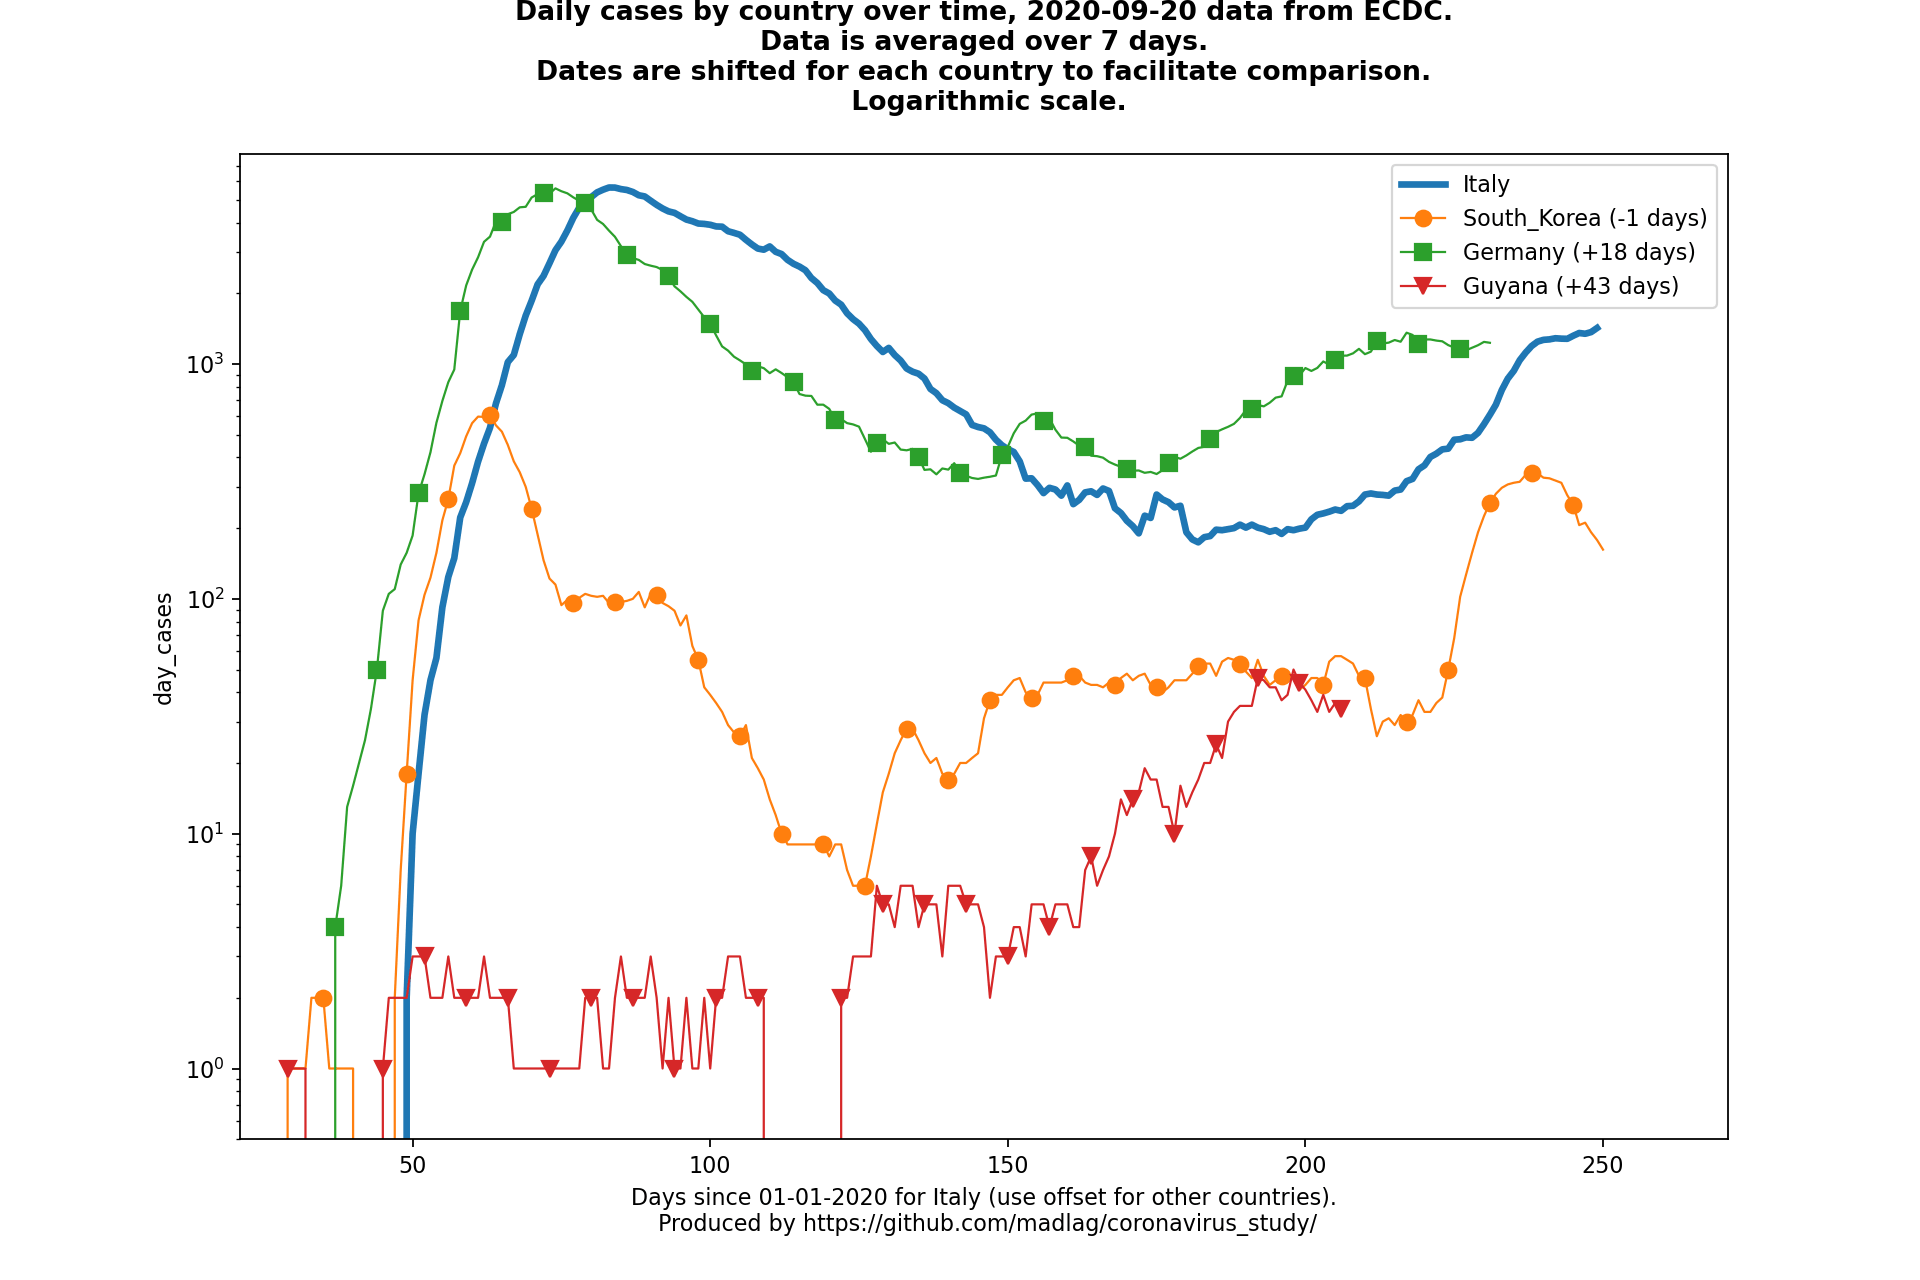 Daily cases by country over time, 2020-09-20 data from ECDC.
Data is averaged over 7 days.
Dates are shifted for each country to facilitate comparison.
Logarithmic scale.
Italy
South_Korea (-1 days)
Germany (+18 days)
Guyana (+43 days)
day_cases
10³
10²
10¹
10⁰
50
100
150
200
250
Days since 01-01-2020 for Italy (use offset for other countries).
Produced by https://github.com/madlag/coronavirus_study/